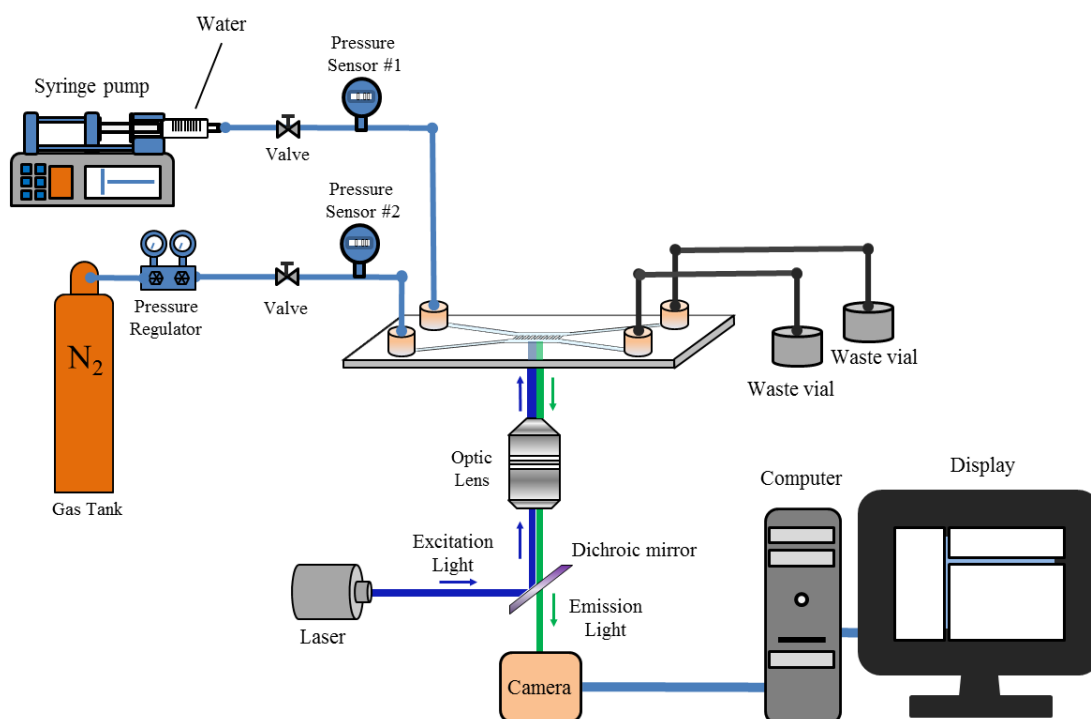 Water
Pressure
Sensor #1
Syringe pump
Valve
Pressure
Sensor #2
Pressure
Regulator
Valve
N2
Gas Tank
Waste vial
Waste vial
Optic
Lens
Computer
Display
Excitation
Light
Dichroic mirror
Laser
Emission
Light
Camera